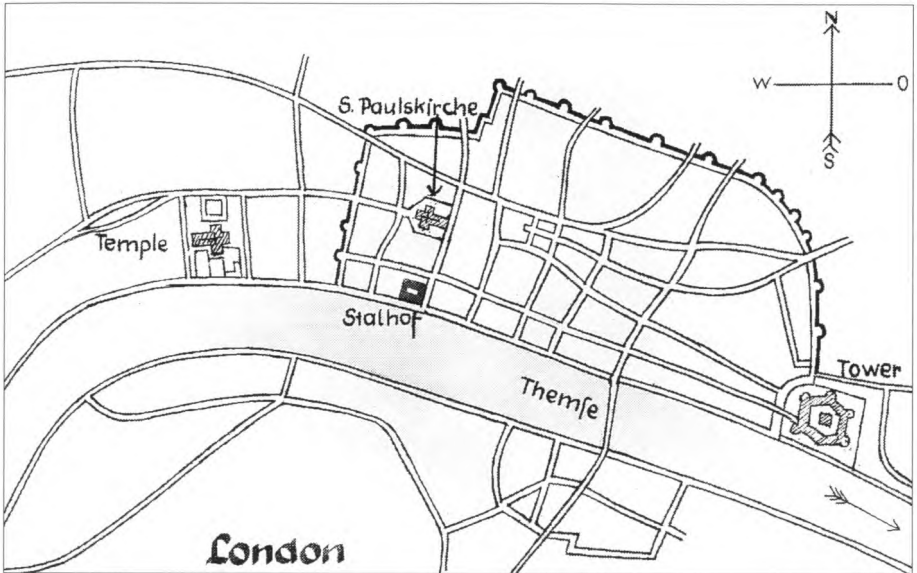 N
S. Paulskirche
W
O
S
Temple
Stalhof
Tower
Themſe
London